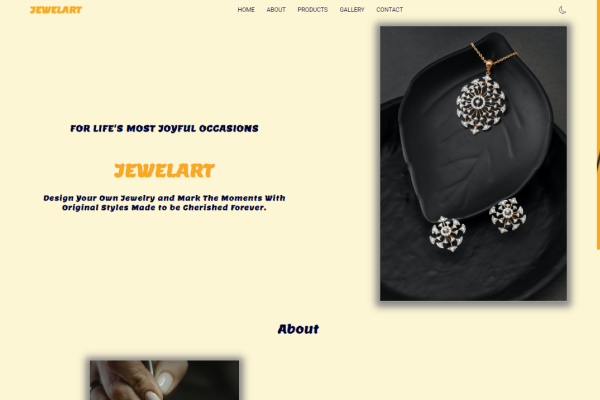 JEWELART
HOME ABOUT PRODUCTS GALLERY CONTACT
FOR LIFE'S MOST JOYFUL OCCASIONS
JEWELART
Design Your Own Jewelry and Mark The Moments With
Original Styles Made to be Cherished Forever.
About